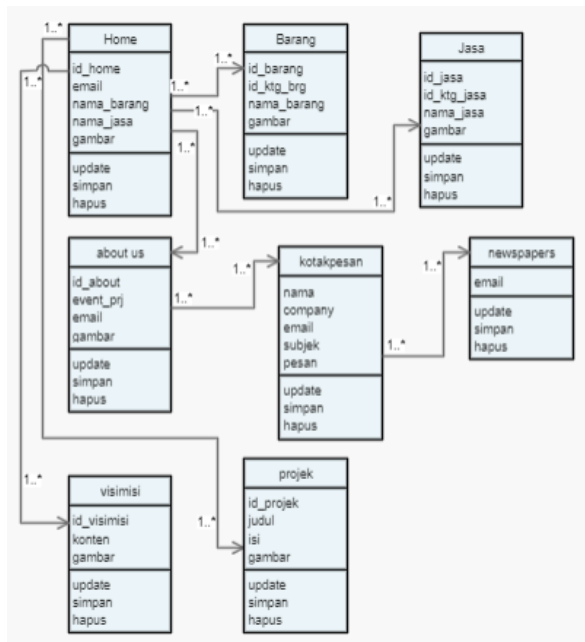 1..*
Home
id_home
email
nama_barang
nama_jasa
gambar
update
simpan
hapus
1..*
1..*
1..*
1..*
1..*
Barang
id_barang
id_ktg_brg
nama_barang
gambar
update
simpan
hapus
Jasa
id_jasa
id_ktg_jasa
nama_jasa
gambar
update
simpan
hapus
1..*
1..*
about us
id_about
event_prj
email
gambar
update
simpan
hapus
1..*
1..*
kotakpesan
nama
company
email
subjek
pesan
update
simpan
hapus
1..*
1..*
newspapers
email
update
simpan
hapus
1..*
visimisi
id_visimisi
konten
gambar
update
simpan
hapus
1..*
projek
id_projek
judul
isi
gambar
update
simpan
hapus